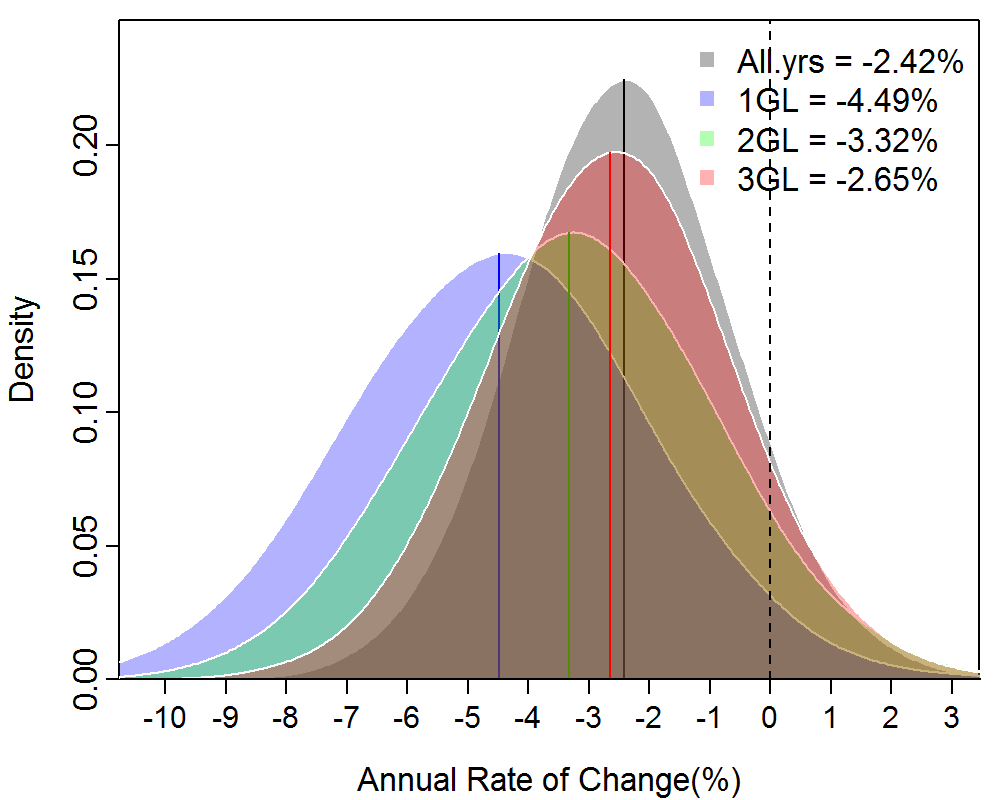 All.yrs = -2.42%
1GL = -4.49%
2GL = -3.32%
3GL = -2.65%
0.20
0.15
0.10
0.05
0.00
Density
-10 -9 -8 -7 -6 -5 -4 -3 -2 -1 0 1 2 3
Annual Rate of Change(%)